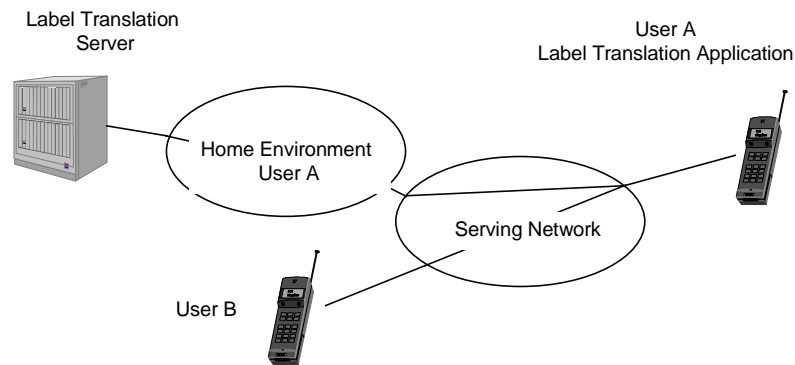 Label Translation
Server
User A
Label Translation Application
Home Environment
User A
Serving Network
User B